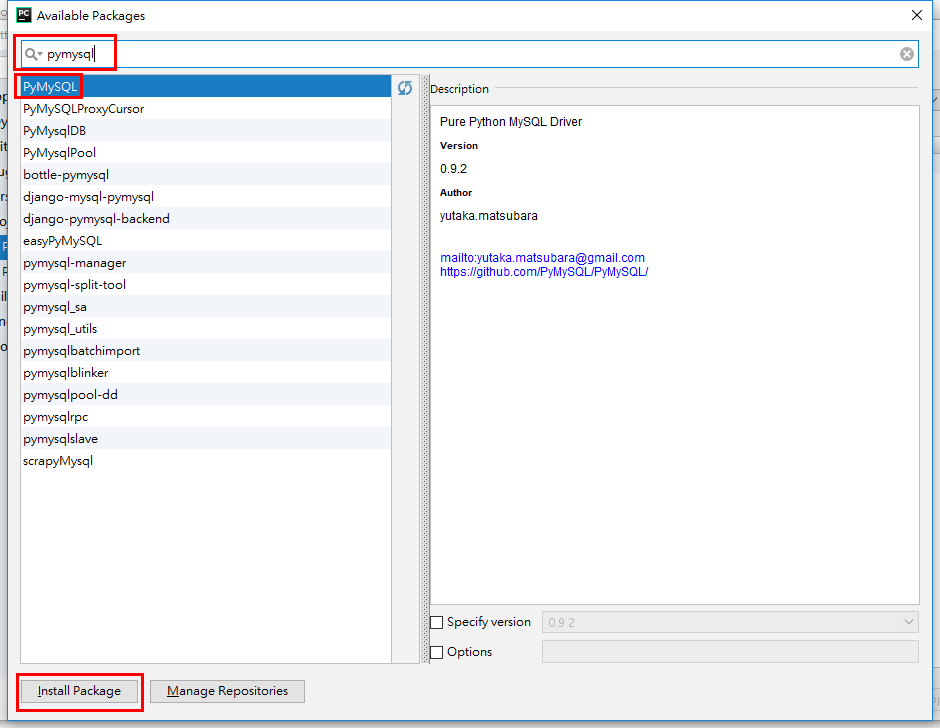 PC Available Packages
pymysql
PyMySQL
PyMySQLProxyCursor
PyMysqlDB
PyMysqlPool
bottle-pymysql
django-mysql-pymysql
django-pymysql-backend
easyPyMySQL
pymysql-manager
pymysql-split-tool
pymysql_sa
pymysql_utils
pymysqlbatchimport
pymysqlblinker
pymysqlpool-dd
pymysqlrpc
pymysqlslave
scrapyMysql
Description
Pure Python MySQL Driver
Version
0.9.2
Author
yutaka.matsubara
mailto:yutaka.matsubara@gmail.com
https://github.com/PyMySQL/PyMySQL/
Specify version 0.9.2
Options
Install Package Manage Repositories